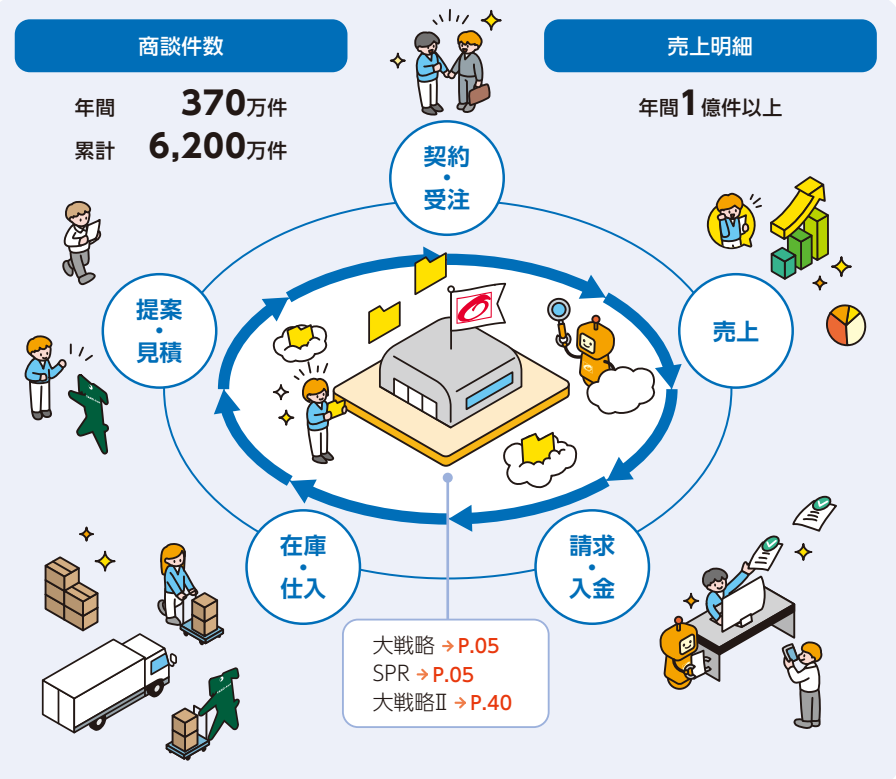 商談件数
年間 370万件
累計 6,200万件
売上明細
年間1億件以上
契約
・
受注
提案
・
見積
売上
在庫
・
仕入
請求
・
入金
大戦略→P.05
SPR→P.05
大戦略Ⅱ→P.40